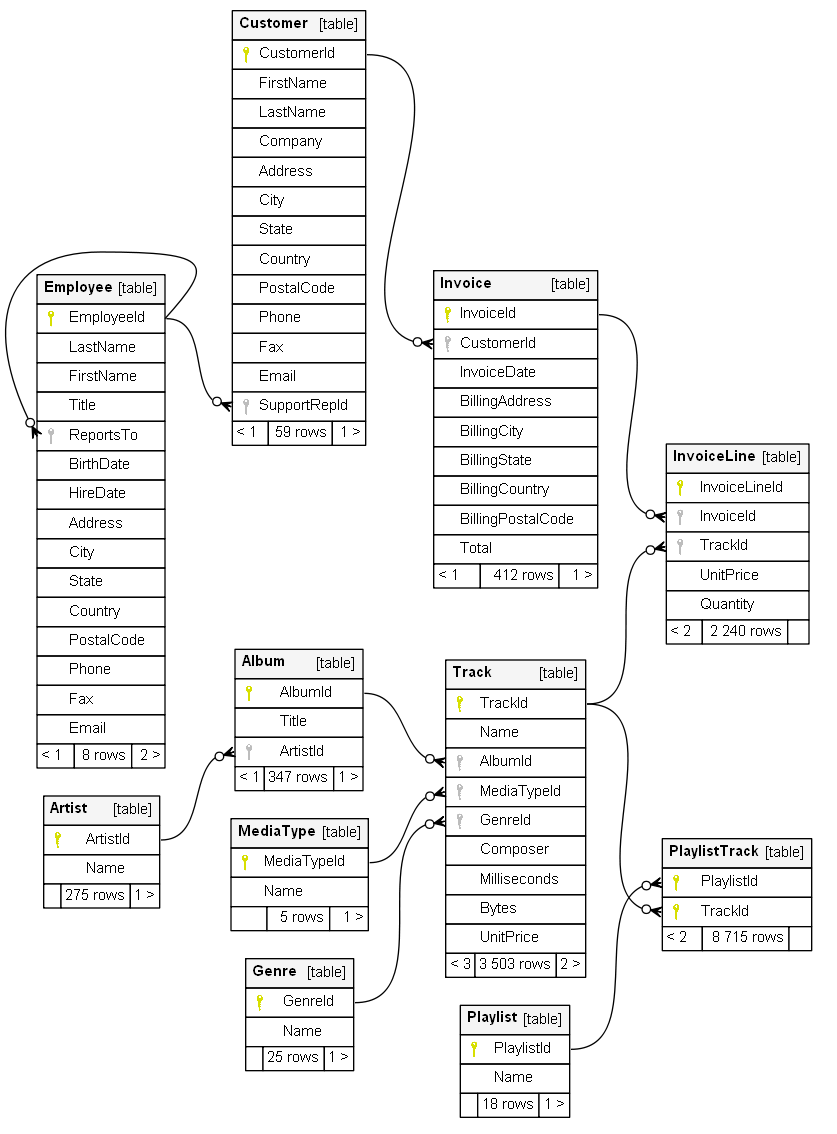 Customer [table]
CustomerId
FirstName
LastName
Company
Address
City
State
Country
PostalCode
Phone
Fax
Email
SupportRepId
< 1 59 rows 1 >
Employee [table]
EmployeeId
LastName
FirstName
Title
ReportsTo
BirthDate
HireDate
Address
City
State
Country
PostalCode
Phone
Fax
Email
< 1 8 rows 2 >
Invoice [table]
InvoiceId
CustomerId
InvoiceDate
BillingAddress
BillingCity
BillingState
BillingCountry
BillingPostalCode
Total
< 1 412 rows 1 >
InvoiceLine [table]
InvoiceLineId
InvoiceId
TrackId
UnitPrice
Quantity
< 2 2 240 rows
Album [table]
AlbumId
Title
ArtistId
< 1 347 rows 1 >
Track [table]
TrackId
Name
AlbumId
MediaTypeId
GenreId
Composer
Milliseconds
Bytes
UnitPrice
< 3 3 503 rows 2 >
Artist [table]
ArtistId
Name
275 rows 1 >
MediaType [table]
MediaTypeId
Name
5 rows 1 >
PlaylistTrack [table]
PlaylistId
TrackId
< 2 8 715 rows
Genre [table]
GenreId
Name
25 rows 1 >
Playlist [table]
PlaylistId
Name
18 rows 1 >